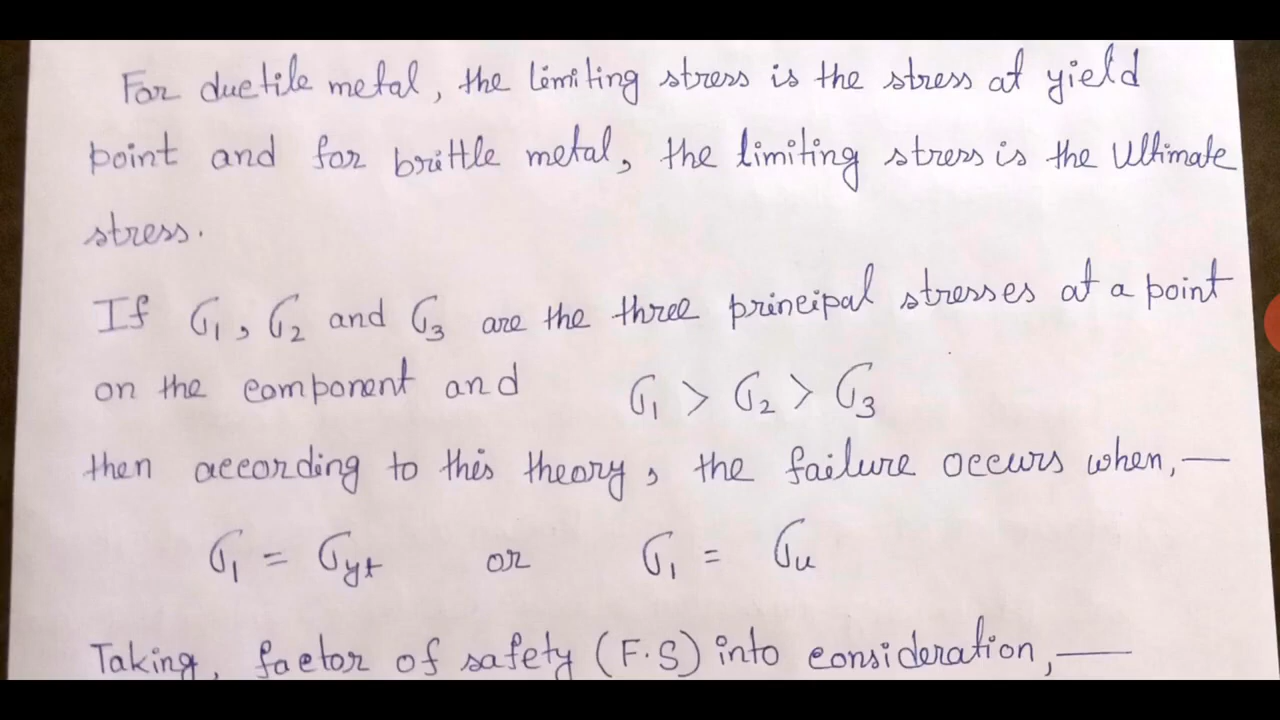 For ductile metal, the limiting stress is the stress at yield
point and for brittle metal, the limiting stress is the Ultimate
stress.
If σ₁, σ₂ and σ₃ are the three principal stresses at a point
on the component and σ₁ > σ₂ > σ₃
then according to this theory, the failure occurs when, —
σ₁ = σyt or σ₁ = σu
Taking, factor of safety (F.S) into consideration, —